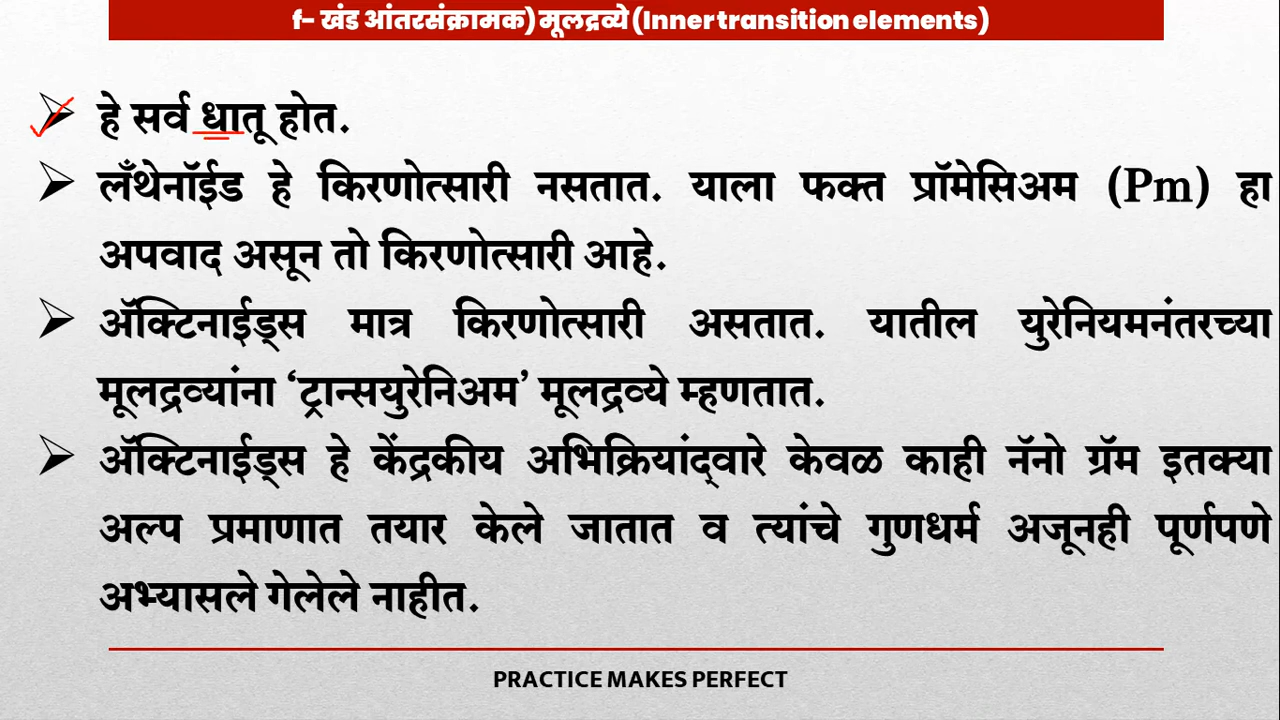 f- खंड आंतरसंक्रामक) मूलद्रव्ये (Inner transition elements)
हे सर्व धातू होत.
लँथेनॉईड हे किरणोत्सारी नसतात. याला फक्त प्रॉमेसिअम (Pm) हा
अपवाद असून तो किरणोत्सारी आहे.
ॲक्टिनाईड्स मात्र किरणोत्सारी असतात. यातील युरेनियमनंतरच्या
मूलद्रव्यांना ‘ट्रान्सयुरेनिअम’ मूलद्रव्ये म्हणतात.
ॲक्टिनाईड्स हे केंद्रकीय अभिक्रियांद्वारे केवळ काही नॅनो ग्रॅम इतक्या
अल्प प्रमाणात तयार केले जातात व त्यांचे गुणधर्म अजूनही पूर्णपणे
अभ्यासले गेलेले नाहीत.
PRACTICE MAKES PERFECT